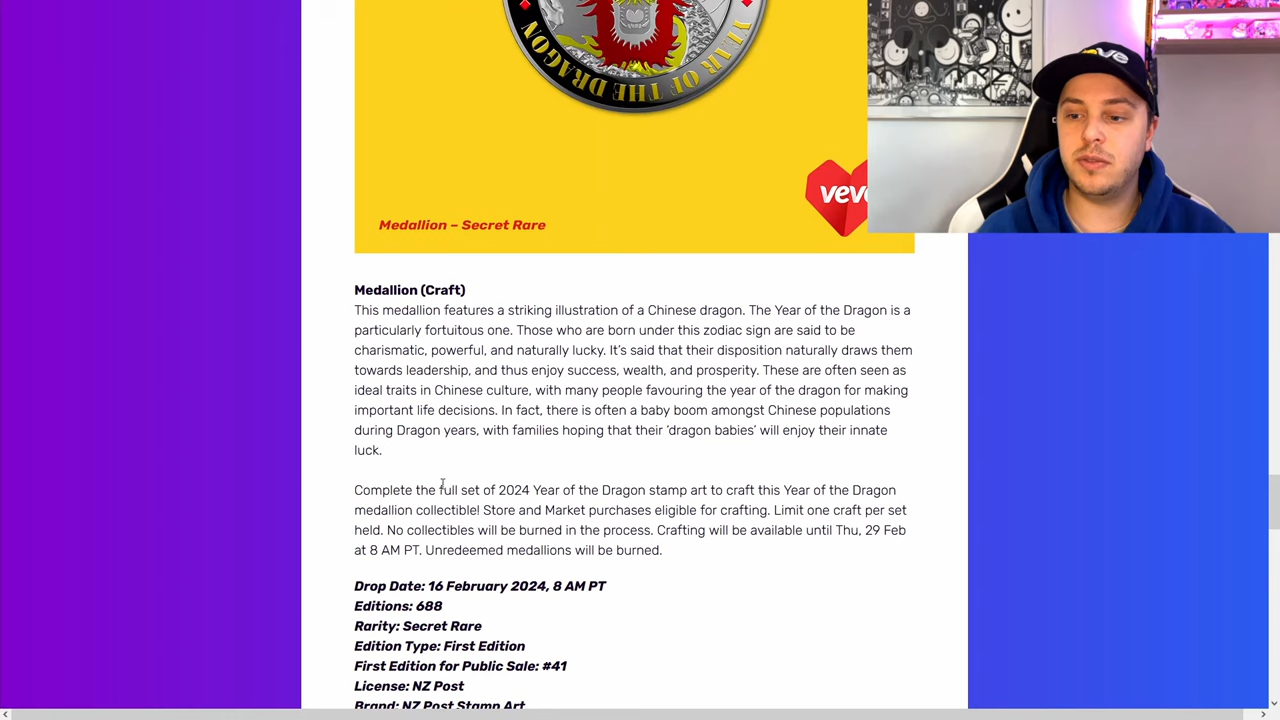 YEAR OF THE DRAGON
veve
Medallion – Secret Rare
Medallion (Craft)
This medallion features a striking illustration of a Chinese dragon. The Year of the Dragon is a
particularly fortuitous one. Those who are born under this zodiac sign are said to be
charismatic, powerful, and naturally lucky. It's said that their disposition naturally draws them
towards leadership, and thus enjoy success, wealth, and prosperity. These are often seen as
ideal traits in Chinese culture, with many people favouring the year of the dragon for making
important life decisions. In fact, there is often a baby boom amongst Chinese populations
during Dragon years, with families hoping that their ‘dragon babies’ will enjoy their innate
luck.
Complete the full set of 2024 Year of the Dragon stamp art to craft this Year of the Dragon
medallion collectible! Store and Market purchases eligible for crafting. Limit one craft per set
held. No collectibles will be burned in the process. Crafting will be available until Thu, 29 Feb
at 8 AM PT. Unredeemed medallions will be burned.
Drop Date: 16 February 2024, 8 AM PT
Editions: 688
Rarity: Secret Rare
Edition Type: First Edition
First Edition for Public Sale: #41
License: NZ Post
Brand: NZ Post Stamp Art